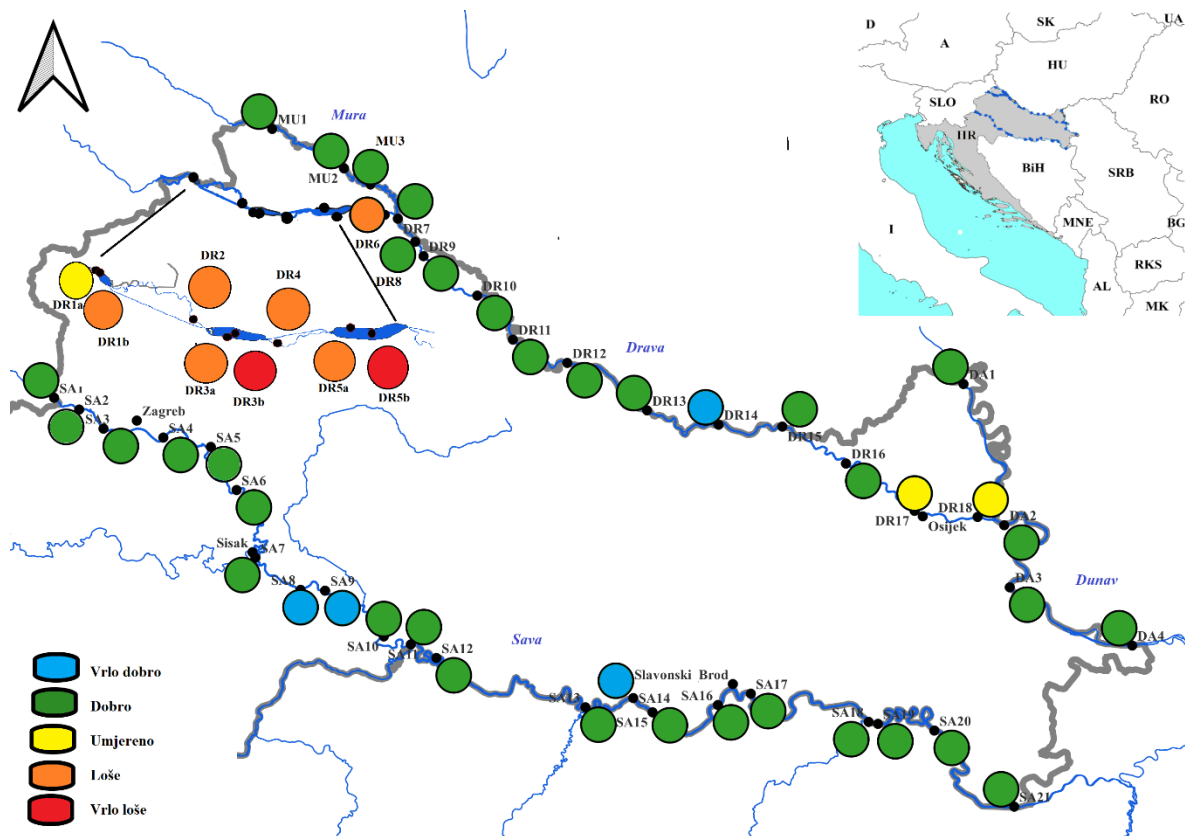 D
A
SK
UA
HU
SLO
RO
HR
BiH
SRB
MNE
I
BG
AL
RKS
MK
MU1
Mura
MU2
MU3
DR6
DR7
DR8
DR9
DR10
DR11
DR12
Drava
DR13
DR14
DR15
DR16
DR17
Osijek
DR18
DR1a
DR1b
DR2
DR4
DR3a
DR3b
DR5a
DR5b
DA1
DA2
DA3
Dunav
DA4
SA1
SA2
SA3
Zagreb
SA4
SA5
SA6
Sisak
SA7
SA8
SA9
SA10
SA11
SA12
Sava
SA13
Slavonski Brod
SA14
SA15
SA16
SA17
SA18
SA19
SA20
SA21
Vrlo dobro
Dobro
Umjereno
Loše
Vrlo loše